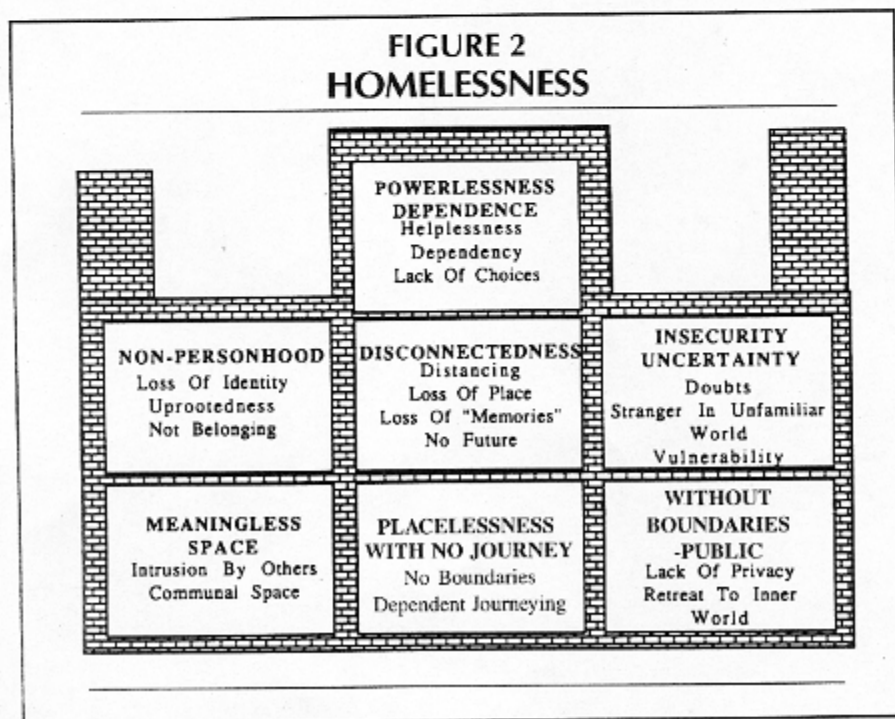 FIGURE 2
HOMELESSNESS
POWERLESSNESS
DEPENDENCE
Helplessness
Dependency
Lack Of Choices
NON-PERSONHOOD
Loss Of Identity
Uprootedness
Not Belonging
DISCONNECTEDNESS
Distancing
Loss Of Place
Loss Of "Memories"
No Future
INSECURITY
UNCERTAINTY
Doubts
Stranger In Unfamiliar
World
Vulnerability
MEANINGLESS
SPACE
Intrusion By Others
Communal Space
PLACELESSNESS
WITH NO JOURNEY
No Boundaries
Dependent Journeying
WITHOUT
BOUNDARIES
-PUBLIC
Lack Of Privacy
Retreat To Inner
World